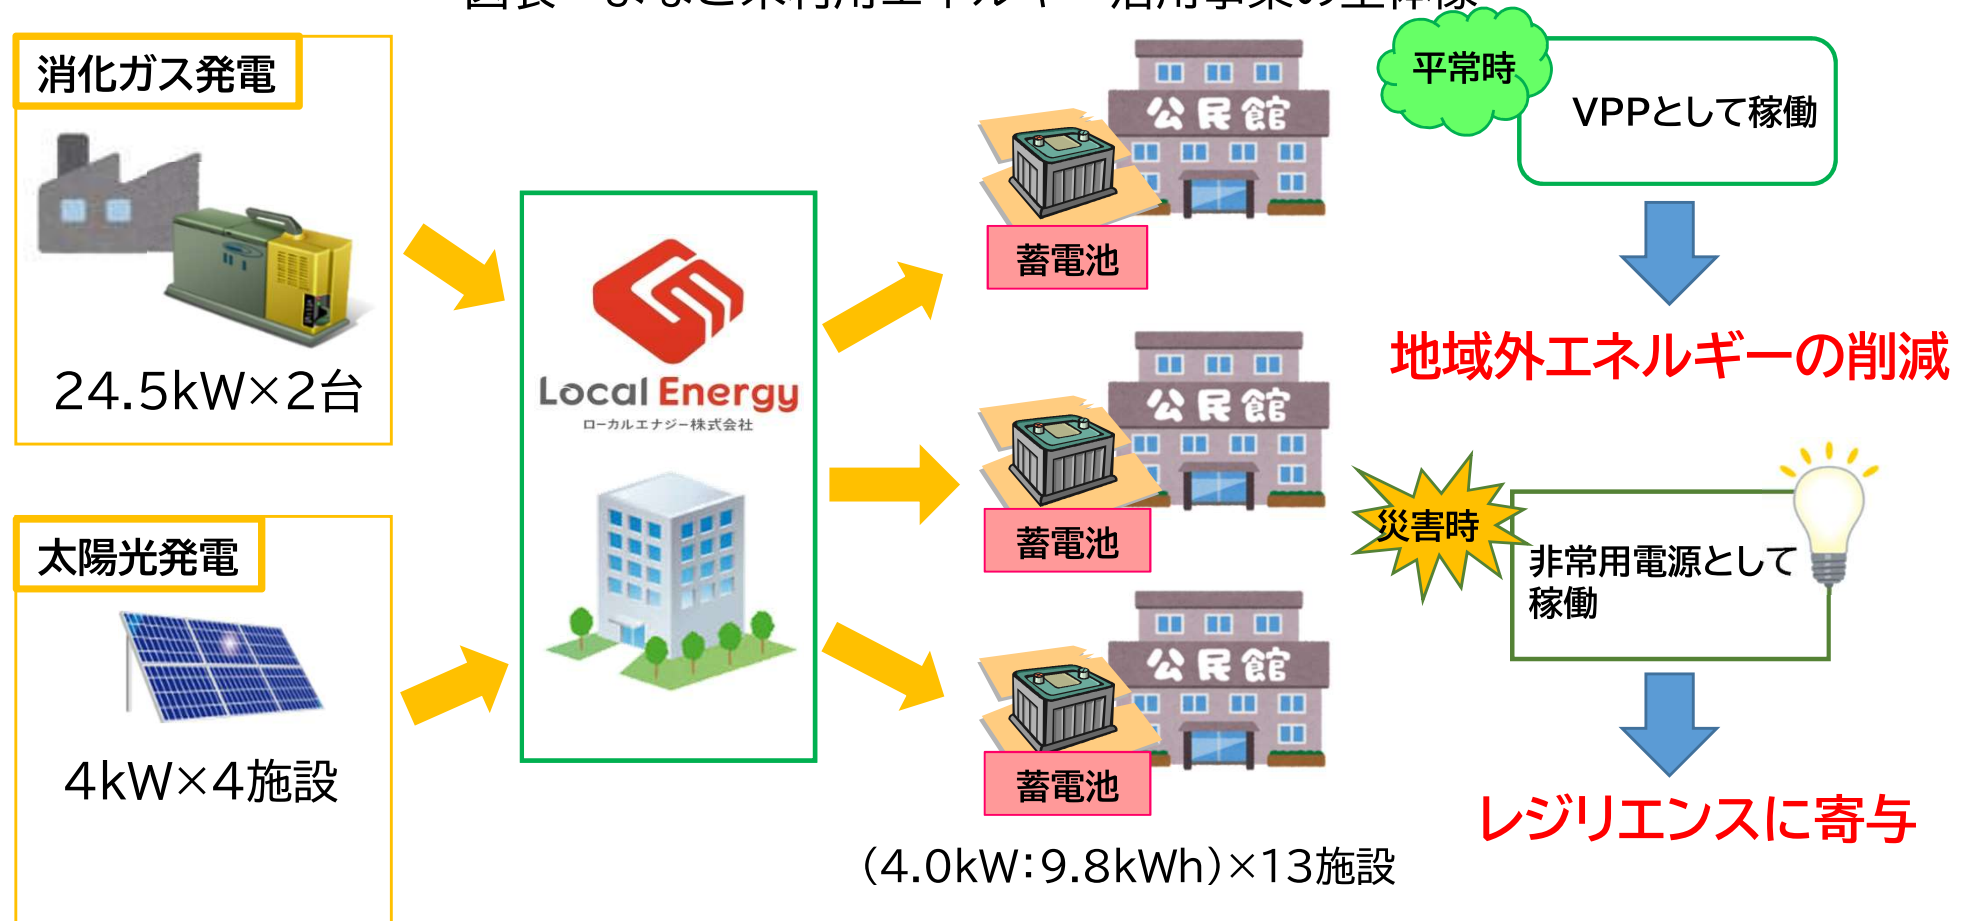 消化ガス発電
24.5kW×2台
太陽光発電
4kW×4施設
Local Energy
ローカルエナジー株式会社
公民館
蓄電池
公民館
蓄電池
公民館
蓄電池
(4.0kW:9.8kWh)×13施設
平常時
VPPとして稼働
地域外エネルギーの削減
災害時
非常用電源として
稼働
レジリエンスに寄与